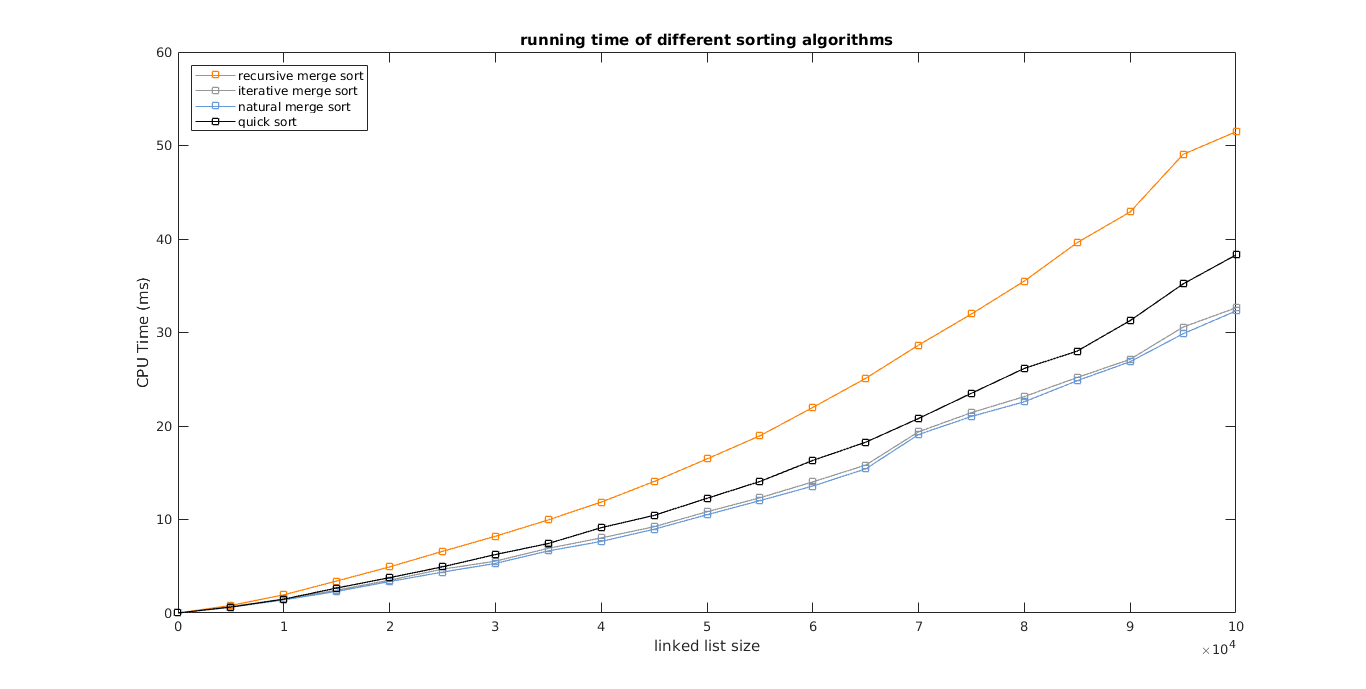 running time of different sorting algorithms
60
50
40
30
20
10
0
CPU Time (ms)
recursive merge sort
iterative merge sort
natural merge sort
quick sort
0 1 2 3 4 5 6 7 8 9 10
linked list size
×10⁴